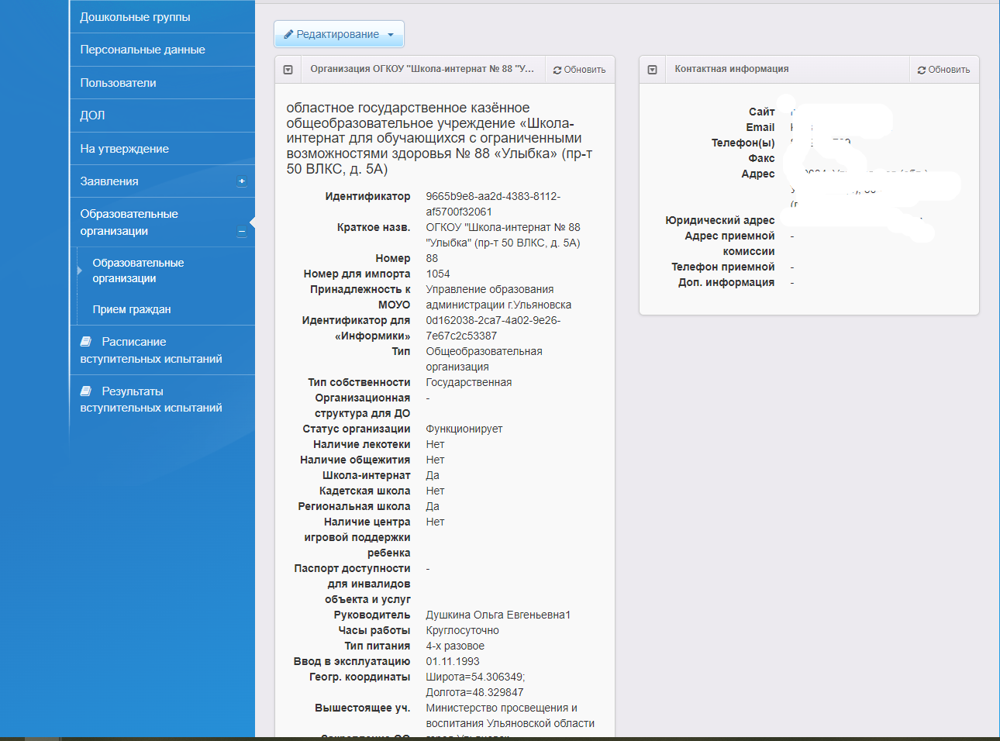 Дошкольные группы
Персональные данные
Пользователи
ДОЛ
На утверждение
Заявления
Образовательные
организации
Образовательные
организации
Прием граждан
Расписание
вступительных испытаний
Результаты
вступительных испытаний
Редактирование
Организация ОГКОУ "Школа-интернат № 88 "У... Обновить
областное государственное казённое
общеобразовательное учреждение «Школа-
интернат для обучающихся с ограниченными
возможностями здоровья № 88 «Улыбка» (пр-т
50 ВЛКС, д. 5А)
Идентификатор 9665b9e8-aa2d-4383-8112-
af5700f32061
Краткое назв. ОГКОУ "Школа-интернат № 88
"Улыбка" (пр-т 50 ВЛКС, д. 5А)
Номер 88
Номер для импорта 1054
Принадлежность к Управление образования
МОУО администрации г.Ульяновска
Идентификатор для 0d162038-2ca7-4a02-9e26-
«Информики» 7e67c2c53387
Тип Общеобразовательная
организация
Тип собственности Государственная
Организационная -
структура для ДО
Статус организации Функционирует
Наличие лекотеки Нет
Наличие общежития Нет
Школа-интернат Да
Кадетская школа Нет
Региональная школа Да
Наличие центра Нет
игровой поддержки
ребенка
Паспорт доступности -
для инвалидов
объекта и услуг
Руководитель Душкина Ольга Евгеньевна1
Часы работы Круглосуточно
Тип питания 4-х разовое
Ввод в эксплуатацию 01.11.1993
Геогр. координаты Широта=54.306349;
Долгота=48.329847
Вышестоящее уч. Министерство просвещения и
воспитания Ульяновской области
Контактная информация Обновить
Сайт
Email
Телефон(ы)
Факс
Адрес
Юридический адрес
Адрес приемной -
комиссии
Телефон приемной -
Доп. информация -